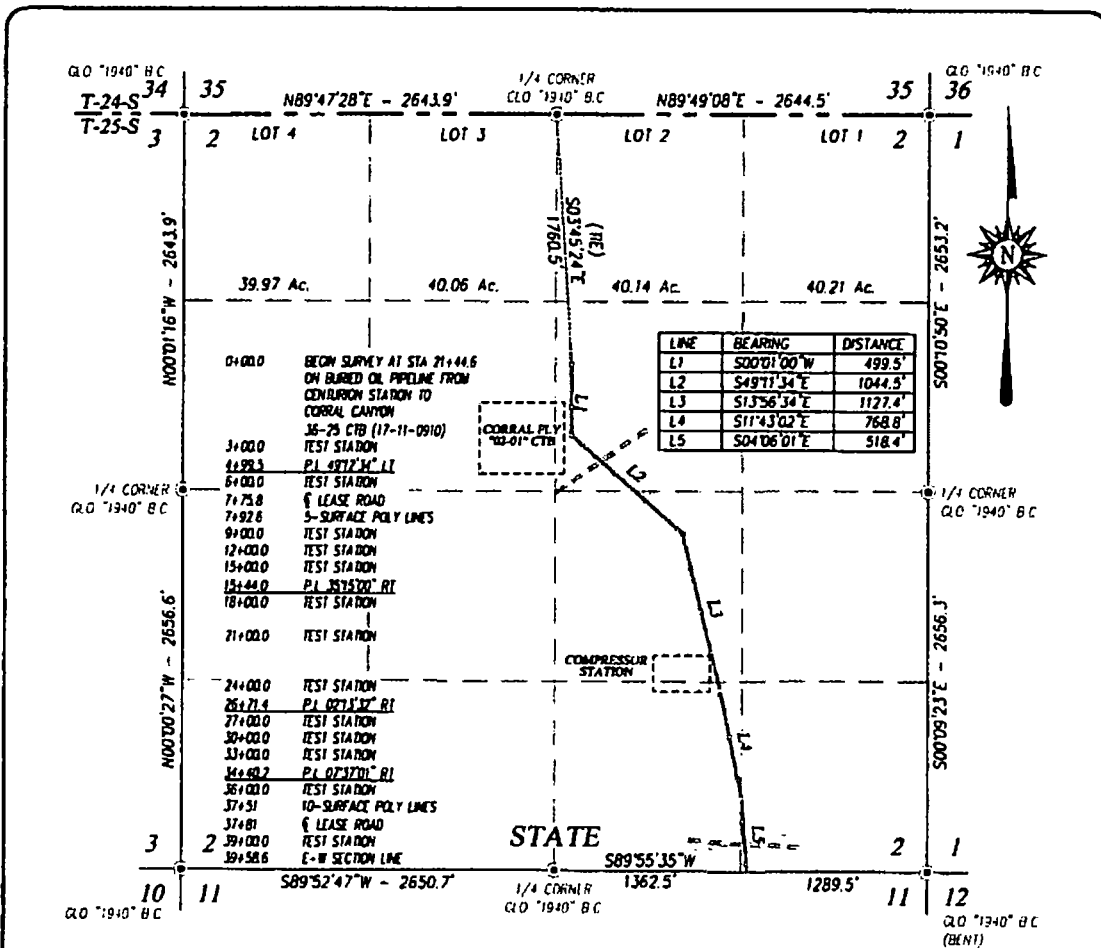 GLO "1940" B.C.
34 35
1/4 CORNER
GLO "1940" B.C.
GLO "1940" B.C.
35 36
T-24-S
T-25-S
N89°47'28"E - 2643.9'
N89°49'08"E - 2644.5'
3 2
LOT 4
LOT 3
LOT 2
LOT 1
2 1
N00°01'16"W - 2643.9'
S03°45'24"E
1760.5'
(TIE)
S00°10'50"E - 2653.2'
N
39.97 Ac.
40.06 Ac.
40.14 Ac.
40.21 Ac.
LINE BEARING DISTANCE
L1 S00°01'00"W 499.5'
L2 S49°11'34"E 1044.5'
L3 S13°56'34"E 1127.4'
L4 S11°43'02"E 768.8'
L5 S04°06'01"E 518.4'
0+00.0 BEGIN SURVEY AT STA 21+44.6
ON BURIED OIL PIPELINE FROM
CENTURION STATION TO
CORRAL CANYON
36-25 CTB (17-11-0910)
3+00.0 TEST STATION
4+99.5 P.I. 49°12'34" LT
6+00.0 TEST STATION
7+75.8 ℄ LEASE ROAD
7+92.6 5-SURFACE POLY LINES
9+00.0 TEST STATION
12+00.0 TEST STATION
15+00.0 TEST STATION
15+44.0 P.I. 35°15'00" RT
18+00.0 TEST STATION
21+00.0 TEST STATION
24+00.0 TEST STATION
26+71.4 P.I. 02°13'32" RT
27+00.0 TEST STATION
30+00.0 TEST STATION
33+00.0 TEST STATION
34+40.2 P.I. 07°37'01" RT
36+00.0 TEST STATION
37+51 10-SURFACE POLY LINES
37+81 ℄ LEASE ROAD
39+00.0 TEST STATION
39+58.6 E-W SECTION LINE
CORRAL FLY
"02-01" CTB
L1
L2
L3
L4
L5
1/4 CORNER
GLO "1940" B.C.
1/4 CORNER
GLO "1940" B.C.
COMPRESSOR
STATION
N00°00'27"W - 2656.6'
S00°09'23"E - 2656.3'
STATE
3 2
2 1
S89°55'35"W
S89°52'47"W - 2650.7'
1362.5'
1289.5'
10 11
1/4 CORNER
GLO "1940" B.C.
11 12
GLO "1940" B.C.
GLO "1940" B.C.
(BENT)